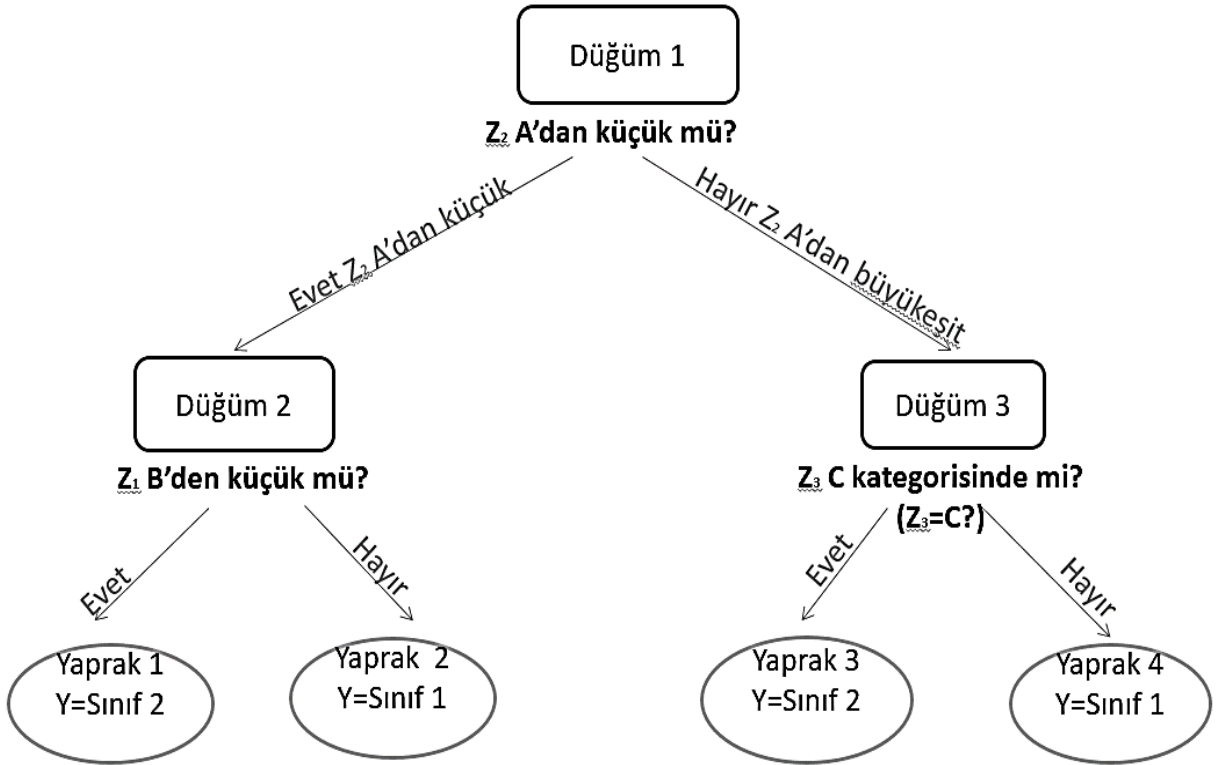 Düğüm 1
Z₂ A’dan küçük mü?
Evet Z₂ A’dan küçük
Hayır Z₂ A’dan büyükeşit
Düğüm 2
Z₁ B’den küçük mü?
Düğüm 3
Z₃ C kategorisinde mi?
(Z₃=C?)
Evet
Hayır
Evet
Hayır
Yaprak 1
Y=Sınıf 2
Yaprak 2
Y=Sınıf 1
Yaprak 3
Y=Sınıf 2
Yaprak 4
Y=Sınıf 1